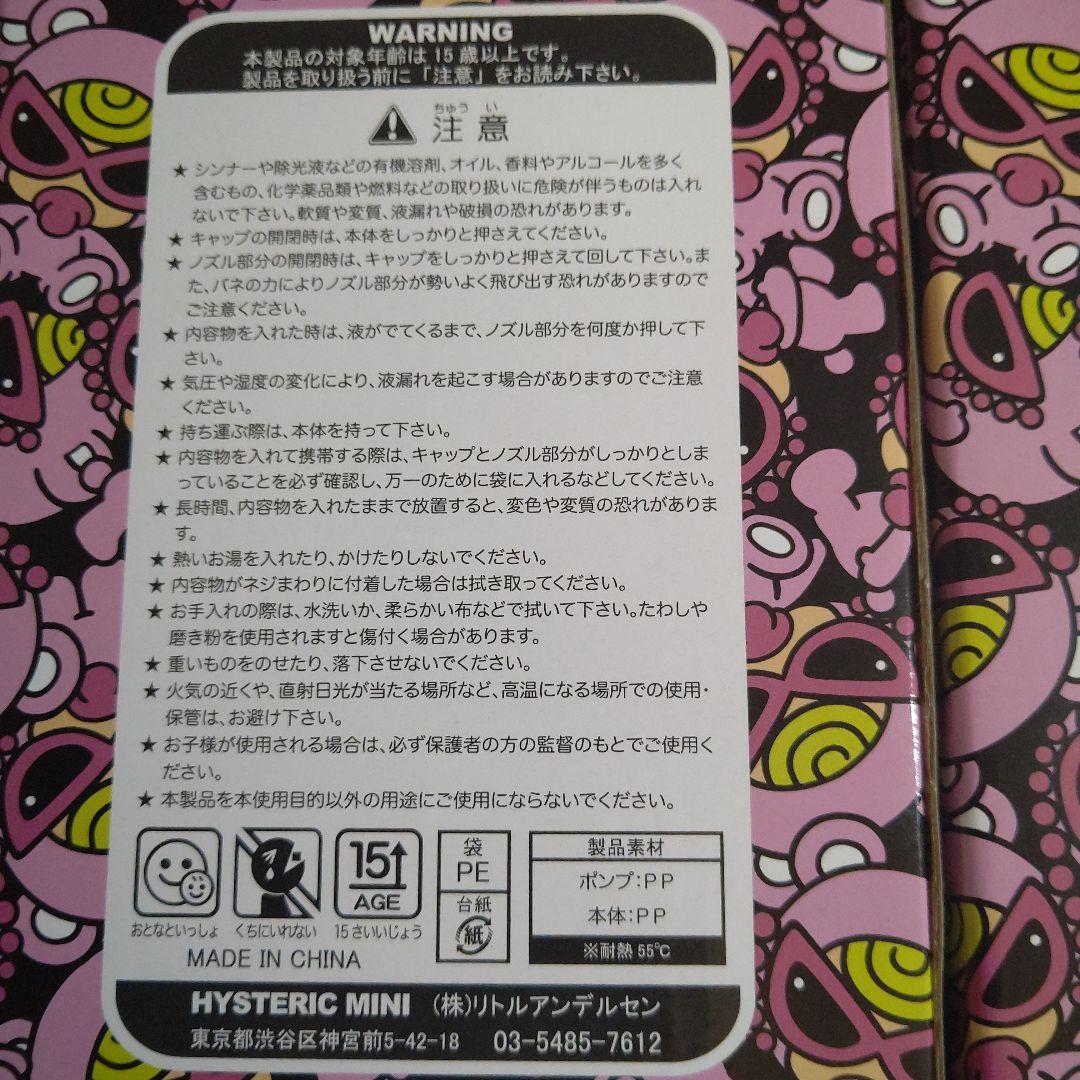 WARNING
本製品の対象年齢は15歳以上です。
製品を取り扱う前に「注意」をお読み下さい。
ちゅう い
注意
★ シンナーや除光液などの有機溶剤、オイル、香料やアルコールを多く
含むもの、化学薬品類や燃料などの取り扱いに危険が伴うものは入れ
ないで下さい。軟質や変質、液漏れや破損の恐れがあります。
★ キャップの開閉時は、本体をしっかりと押さえてください。
★ ノズル部分の開閉時は、キャップをしっかりと押さえて回して下さい。ま
た、バネの力によりノズル部分が勢いよく飛び出す恐れがありますので
ご注意ください。
★ 内容物を入れた時は、液がでてくるまで、ノズル部分を何度か押して下
さい。
★ 気圧や湿度の変化により、液漏れを起こす場合がありますのでご注意
ください。
★ 持ち運ぶ際は、本体を持って下さい。
★ 内容物を入れて携帯する際は、キャップとノズル部分がしっかりとしま
っていることを必ず確認し、万一のために袋に入れるなどしてください。
★ 長時間、内容物を入れたままで放置すると、変色や変質の恐れがありま
す。
★ 熱いお湯を入れたり、かけたりしないでください。
★ 内容物がネジまわりに付着した場合は拭き取ってください。
★ お手入れの際は、水洗いか、柔らかい布などで拭いて下さい。たわしや
磨き粉を使用されますと傷付く場合があります。
★ 重いものをのせたり、落下させないでください。
★ 火気の近くや、直射日光が当たる場所など、高温になる場所での使用・
保管は、お避け下さい。
★ お子様が使用される場合は、必ず保護者の方の監督のもとでご使用く
ださい。
★ 本製品を本使用目的以外の用途にご使用にならないでください。
15
AGE
おとなといっしょ
くちにいれない
15さいいじょう
袋
PE
台紙
紙
製品素材
ポンプ:PP
本体:PP
※耐熱55℃
MADE IN CHINA
HYSTERIC MINI (株)リトルアンデルセン
東京都渋谷区神宮前5-42-18 03-5485-7612